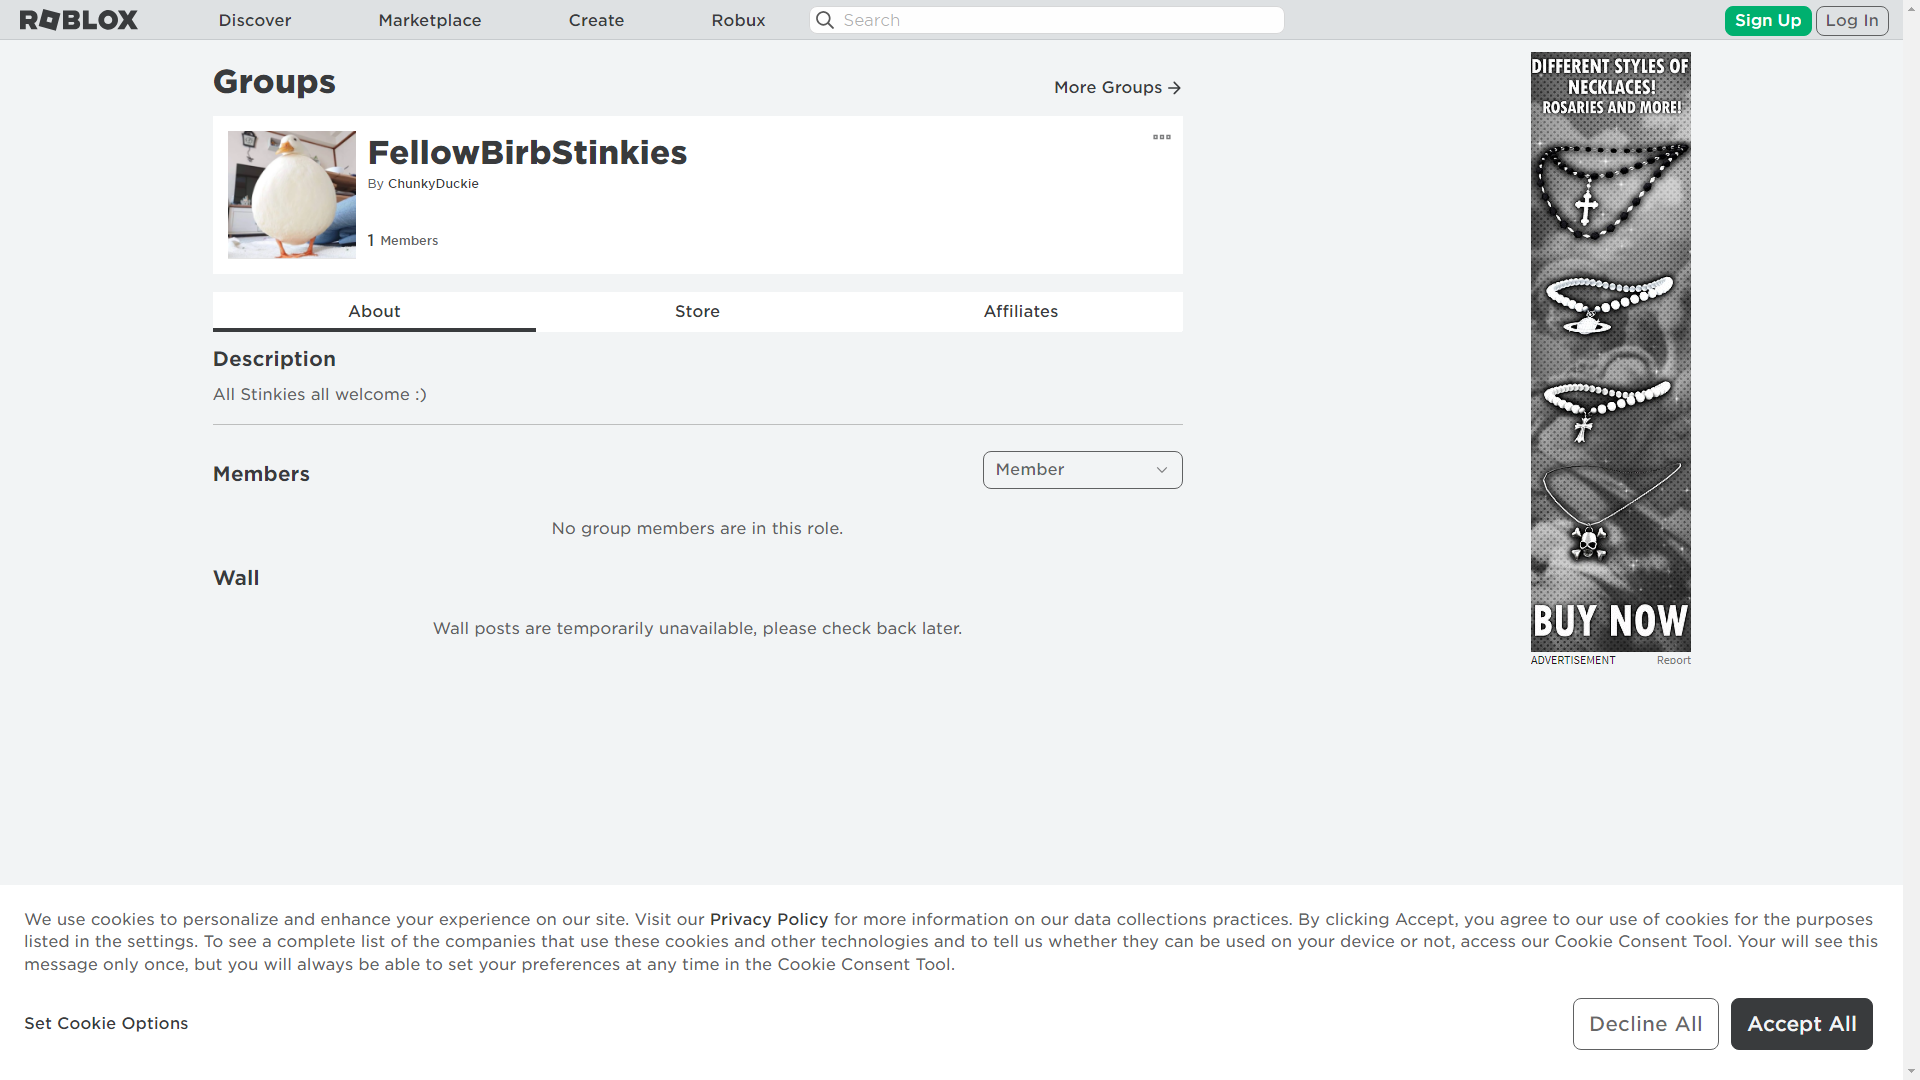 ROBLOX
Discover
Marketplace
Create
Robux
Search
Sign Up
Log In
Groups
More Groups
FellowBirbStinkies
By ChunkyDuckie
1 Members
About
Store
Affiliates
Description
All Stinkies all welcome :)
Members
Member
No group members are in this role.
Wall
Wall posts are temporarily unavailable, please check back later.
DIFFERENT STYLES OF
NECKLACES!
ROSARIES AND MORE!
BUY NOW
ADVERTISEMENT
Report
We use cookies to personalize and enhance your experience on our site. Visit our Privacy Policy for more information on our data collections practices. By clicking Accept, you agree to our use of cookies for the purposes
listed in the settings. To see a complete list of the companies that use these cookies and other technologies and to tell us whether they can be used on your device or not, access our Cookie Consent Tool. Your will see this
message only once, but you will always be able to set your preferences at any time in the Cookie Consent Tool.
Set Cookie Options
Decline All
Accept All